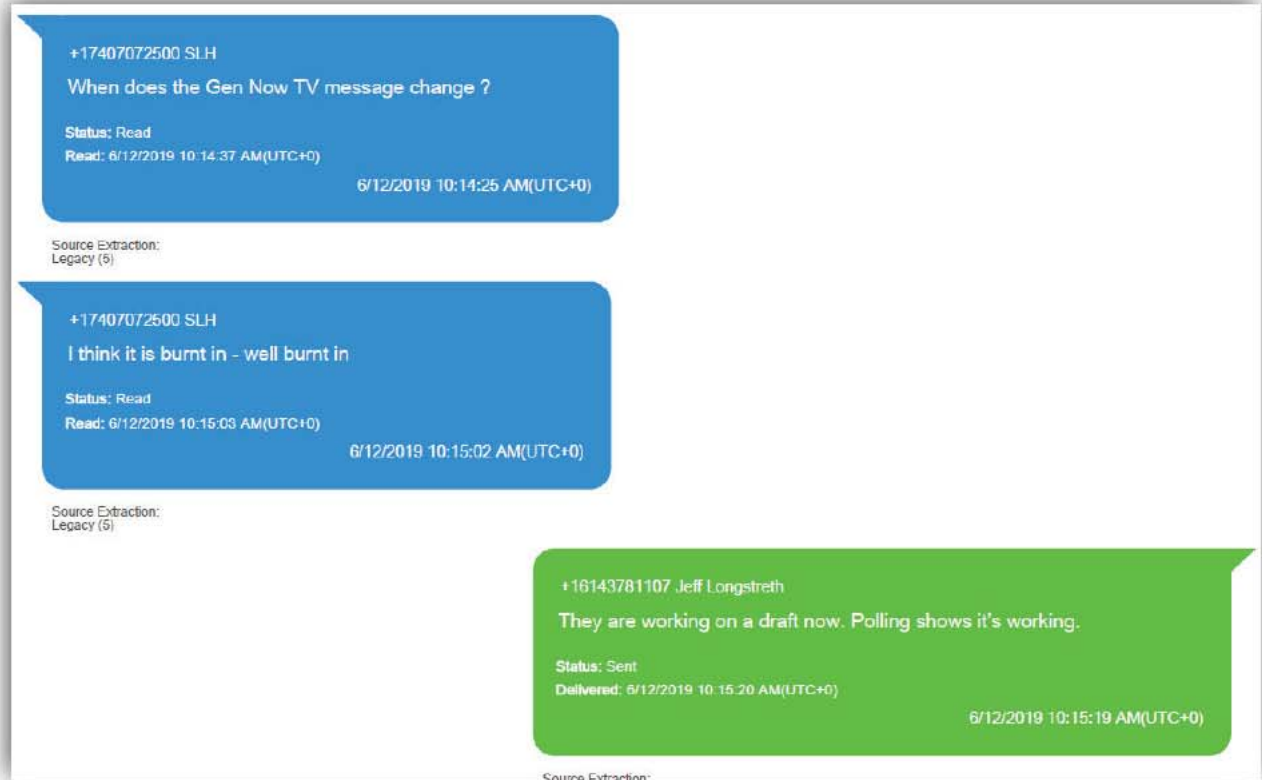 +17407072500 SLH
When does the Gen Now TV message change ?
Status: Read
Read: 6/12/2019 10:14:37 AM(UTC+0)
6/12/2019 10:14:25 AM(UTC+0)
Source Extraction:
Legacy (5)
+17407072500 SLH
I think it is burnt in - well burnt in
Status: Read
Read: 6/12/2019 10:15:03 AM(UTC+0)
6/12/2019 10:15:02 AM(UTC+0)
Source Extraction:
Legacy (5)
+16143781107 Jeff Longstreth
They are working on a draft now. Polling shows it's working.
Status: Sent
Delivered: 6/12/2019 10:15:20 AM(UTC+0)
6/12/2019 10:15:19 AM(UTC+0)
Source Extraction: